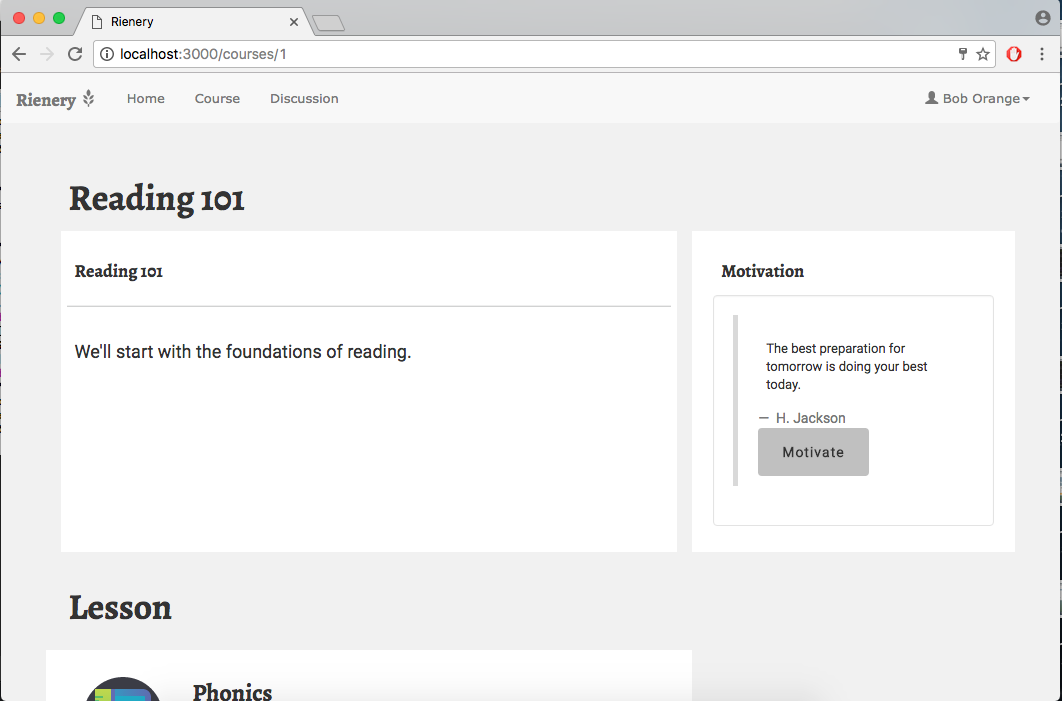 Rienery
localhost:3000/courses/1
Rienery Home Course Discussion Bob Orange
Reading 101
Reading 101
We'll start with the foundations of reading.
Motivation
The best preparation for
tomorrow is doing your best
today.
— H. Jackson
Motivate
Lesson
Phonics